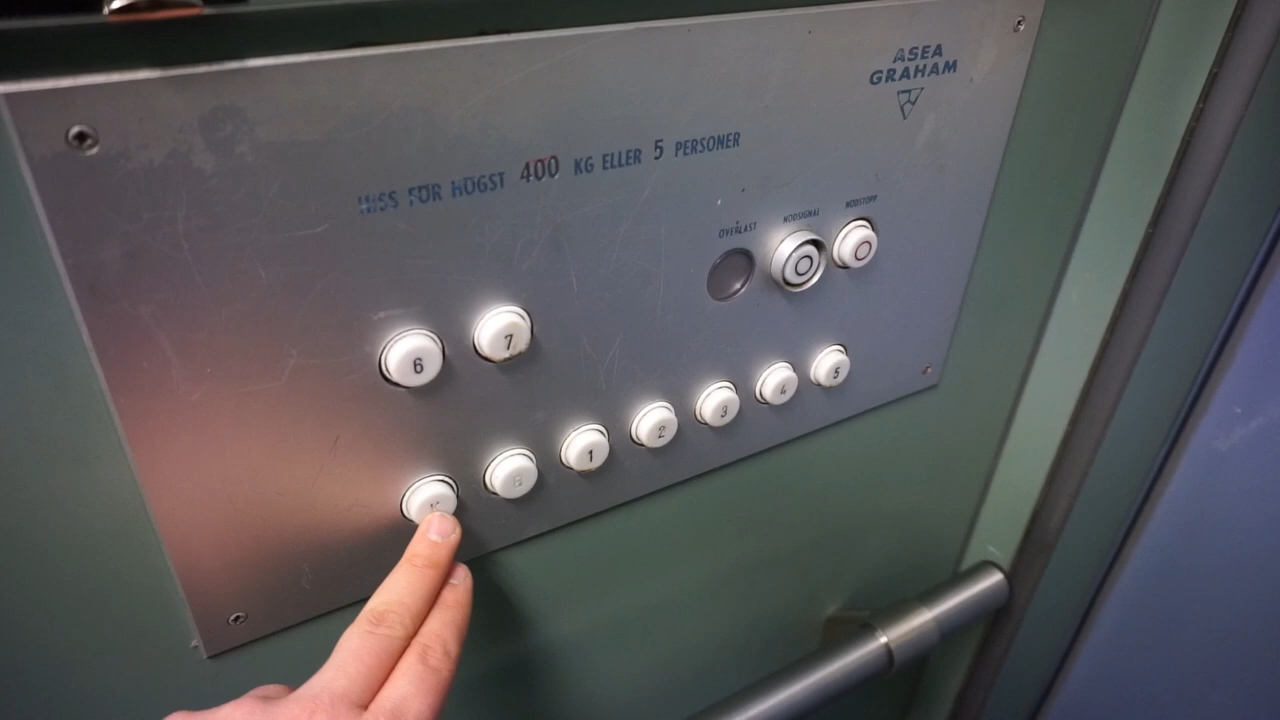 ASEA
GRAHAM
HISS FÖR HÖGST 400 KG ELLER 5 PERSONER
ÖVERLAST NÖDSIGNAL NÖDSTOPP
6 7
K B 1 2 3 4 5